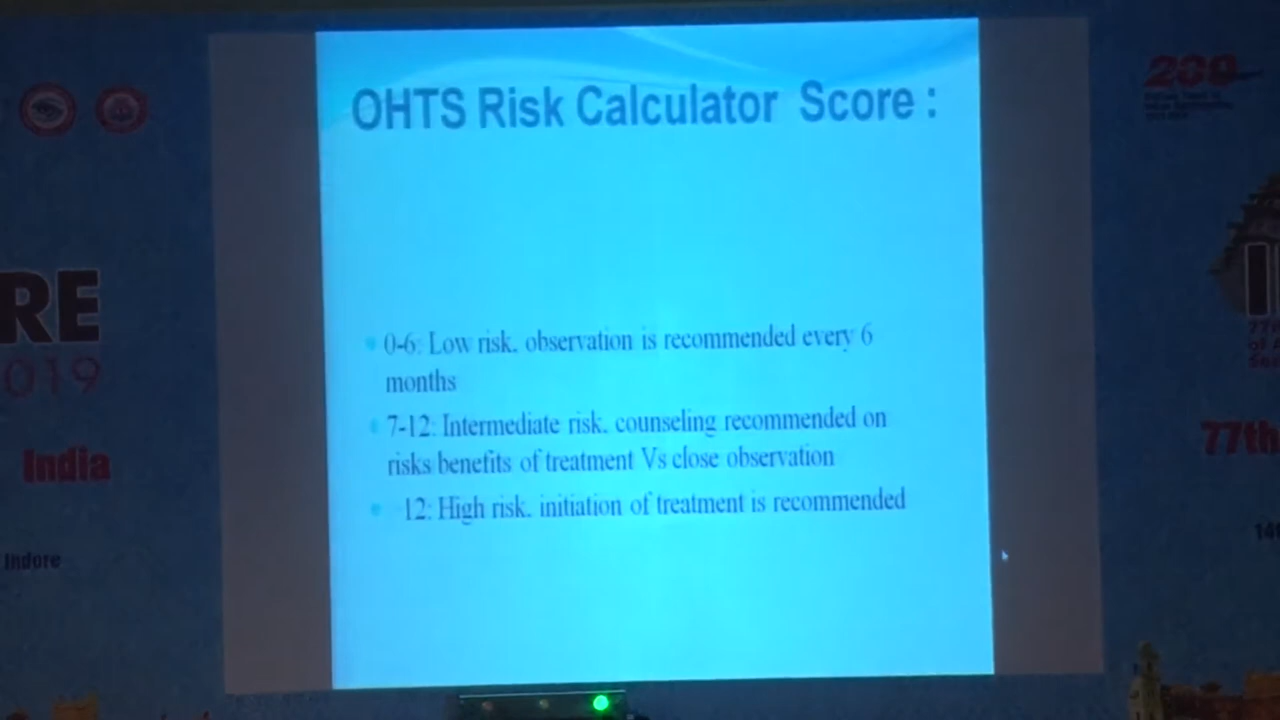 OHTS Risk Calculator Score :
0-6: Low risk. observation is recommended every 6
months
7-12: Intermediate risk. counseling recommended on
risks benefits of treatment Vs close observation
12: High risk. initiation of treatment is recommended
RE
2019
India
Indore
200
77th